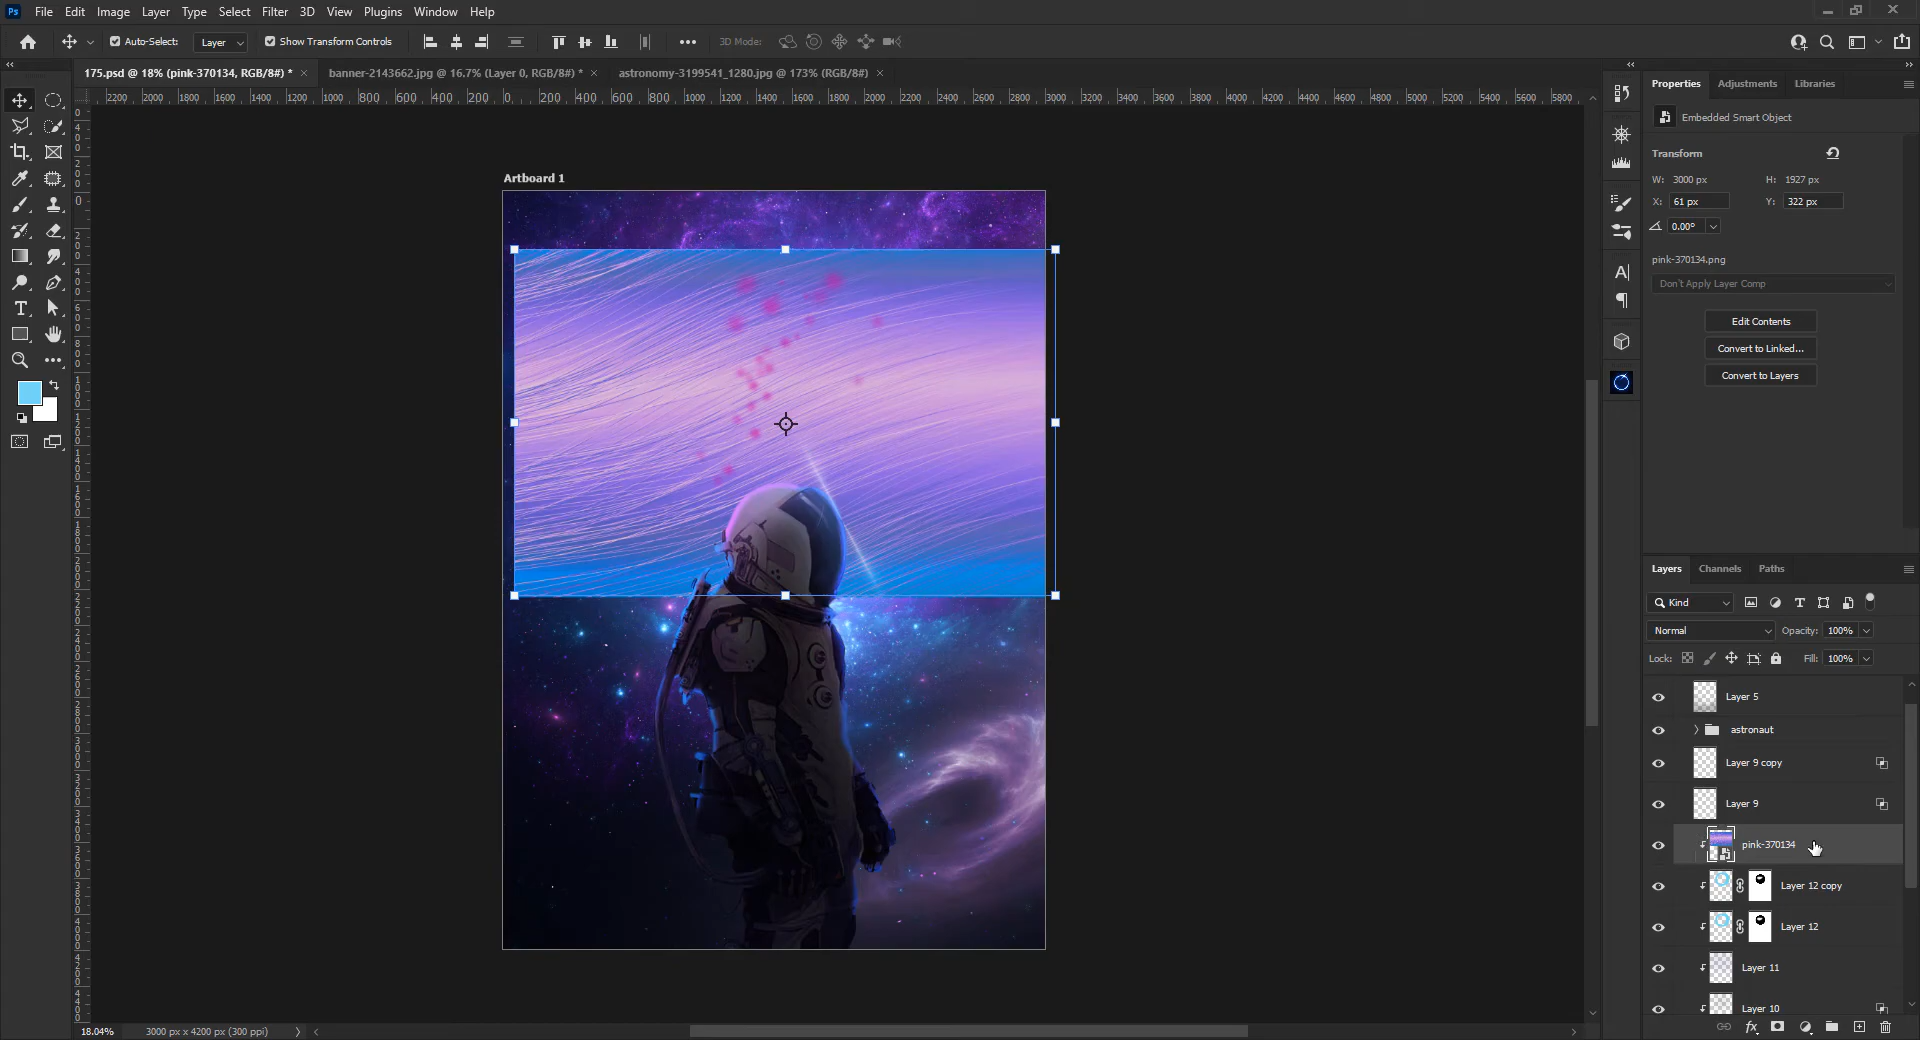 Ps File Edit Image Layer Type Select Filter 3D View Plugins Window Help
Auto-Select: Layer Show Transform Controls 3D Mode:
175.psd @ 18% (pink-370134, RGB/8#) * banner-2143662.jpg @ 16.7% (Layer 0, RGB/8#) * astronomy-3199541_1280.jpg @ 173% (RGB/8#)
2200 2000 1800 1600 1400 1200 1000 800 600 400 200 0 200 400 600 800 1000 1200 1400 1600 1800 2000 2200 2400 2600 2800 3000 3200 3400 3600 3800 4000 4200 4400 4600 4800 5000 5200 5400 5600 5800
Artboard 1
Properties Adjustments Libraries
Embedded Smart Object
Transform
W: 3000 px H: 1927 px
X: 61 px Y: 322 px
0.00°
pink-370134.png
Don't Apply Layer Comp
Edit Contents
Convert to Linked...
Convert to Layers
Layers Channels Paths
Kind
Normal Opacity: 100%
Lock: Fill: 100%
Layer 5
astronaut
Layer 9 copy
Layer 9
pink-370134
Layer 12 copy
Layer 12
Layer 11
Layer 10
fx
18.04% 3000 px x 4200 px (300 ppi)